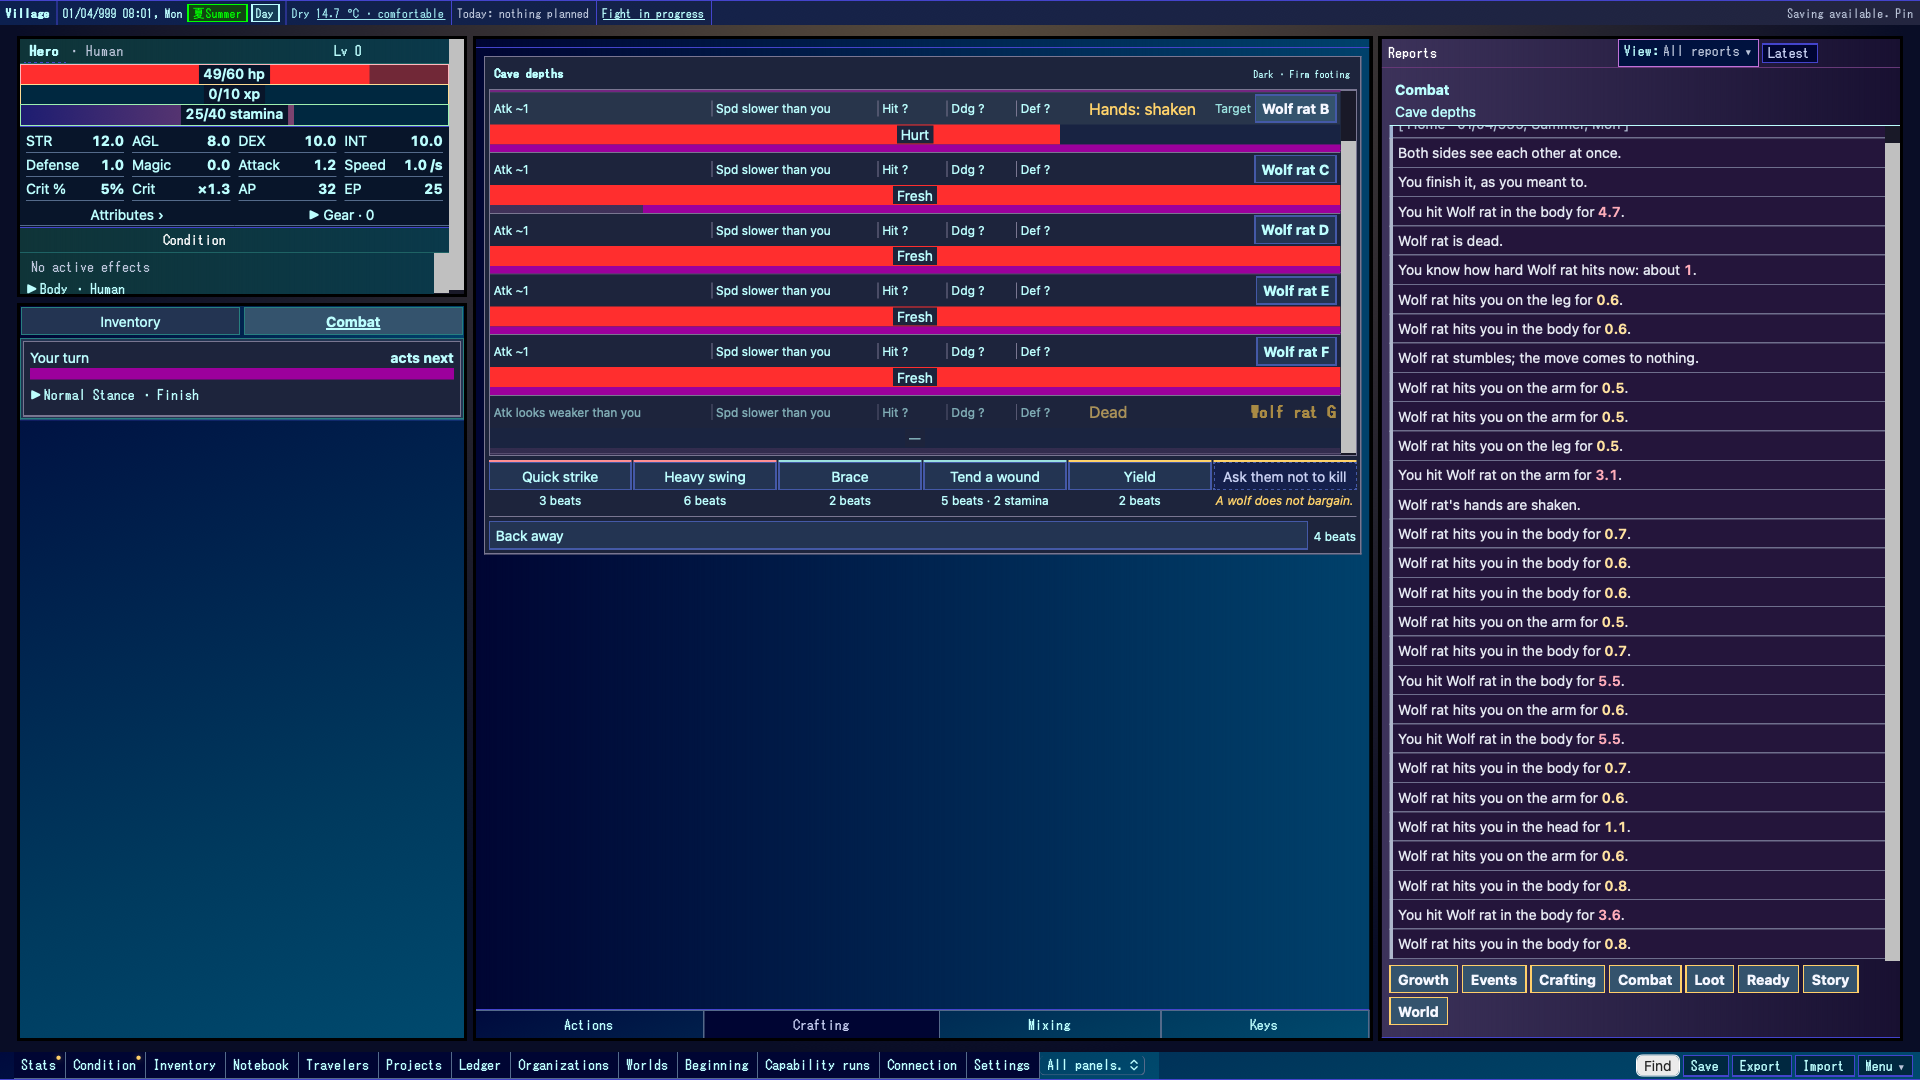 Village 01/04/999 08:01, Mon 夏Summer Day Dry 14.7 °C · comfortable Today: nothing planned Fight in progress Saving available. Pin
Hero · Human Lv 0
49/60 hp
0/10 xp
25/40 stamina
STR 12.0 AGL 8.0 DEX 10.0 INT 10.0
Defense 1.0 Magic 0.0 Attack 1.2 Speed 1.0 /s
Crit % 5% Crit ×1.3 AP 32 EP 25
Attributes › ▶ Gear · 0
Condition
No active effects
▶Body · Human
Inventory Combat
Your turn acts next
▶Normal Stance · Finish
Cave depths Dark · Firm footing
Atk ~1 Spd slower than you Hit ? Ddg ? Def ? Hands: shaken Target Wolf rat B
Hurt
Atk ~1 Spd slower than you Hit ? Ddg ? Def ? Wolf rat C
Fresh
Atk ~1 Spd slower than you Hit ? Ddg ? Def ? Wolf rat D
Fresh
Atk ~1 Spd slower than you Hit ? Ddg ? Def ? Wolf rat E
Fresh
Atk ~1 Spd slower than you Hit ? Ddg ? Def ? Wolf rat F
Fresh
Atk looks weaker than you Spd slower than you Hit ? Ddg ? Def ? Dead Wolf rat G
—
Quick strike Heavy swing Brace Tend a wound Yield Ask them not to kill
3 beats 6 beats 2 beats 5 beats · 2 stamina 2 beats A wolf does not bargain.
Back away 4 beats
Actions Crafting Mixing Keys
Reports View: All reports ▾ Latest
Combat
Cave depths
[ Home - 01/04/999, Summer, Mon ]
Both sides see each other at once.
You finish it, as you meant to.
You hit Wolf rat in the body for 4.7.
Wolf rat is dead.
You know how hard Wolf rat hits now: about 1.
Wolf rat hits you on the leg for 0.6.
Wolf rat hits you in the body for 0.6.
Wolf rat stumbles; the move comes to nothing.
Wolf rat hits you on the arm for 0.5.
Wolf rat hits you on the arm for 0.5.
Wolf rat hits you on the leg for 0.5.
You hit Wolf rat on the arm for 3.1.
Wolf rat's hands are shaken.
Wolf rat hits you in the body for 0.7.
Wolf rat hits you in the body for 0.6.
Wolf rat hits you in the body for 0.6.
Wolf rat hits you on the arm for 0.5.
Wolf rat hits you in the body for 0.7.
You hit Wolf rat in the body for 5.5.
Wolf rat hits you on the arm for 0.6.
You hit Wolf rat in the body for 5.5.
Wolf rat hits you in the body for 0.7.
Wolf rat hits you on the arm for 0.6.
Wolf rat hits you in the head for 1.1.
Wolf rat hits you on the arm for 0.6.
Wolf rat hits you in the body for 0.8.
You hit Wolf rat in the body for 3.6.
Wolf rat hits you in the body for 0.8.
Growth Events Crafting Combat Loot Ready Story
World
Stats Condition Inventory Notebook Travelers Projects Ledger Organizations Worlds Beginning Capability runs Connection Settings All panels. Find Save Export Import Menu ▾